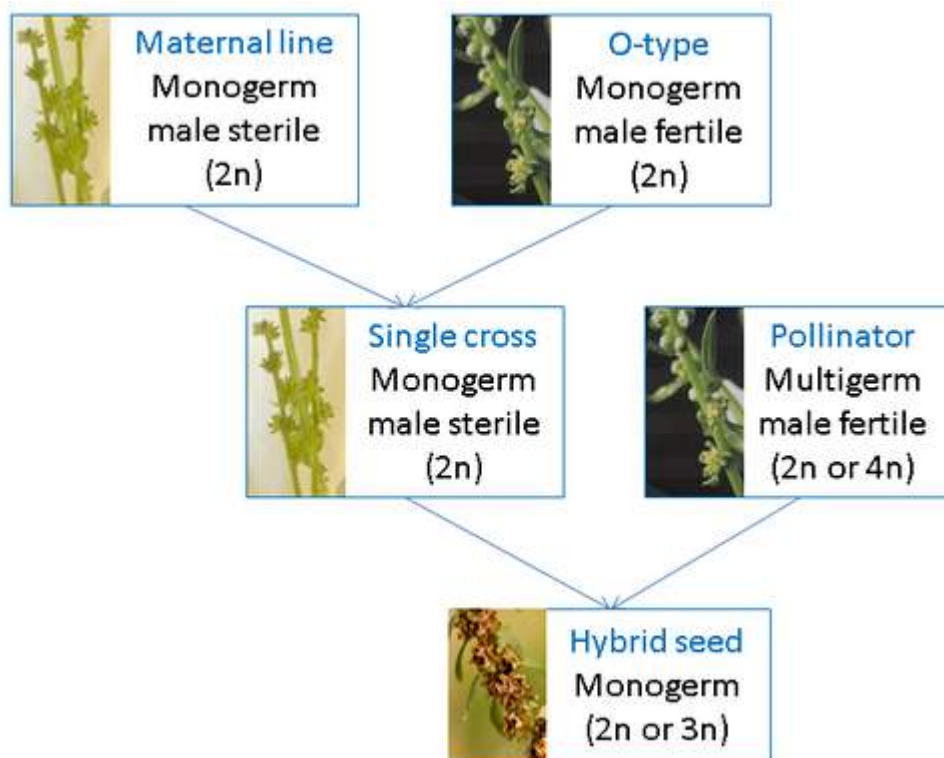 Maternal line
Monogerm
male sterile
(2n)
O-type
Monogerm
male fertile
(2n)
Single cross
Monogerm
male sterile
(2n)
Pollinator
Multigerm
male fertile
(2n or 4n)
Hybrid seed
Monogerm
(2n or 3n)